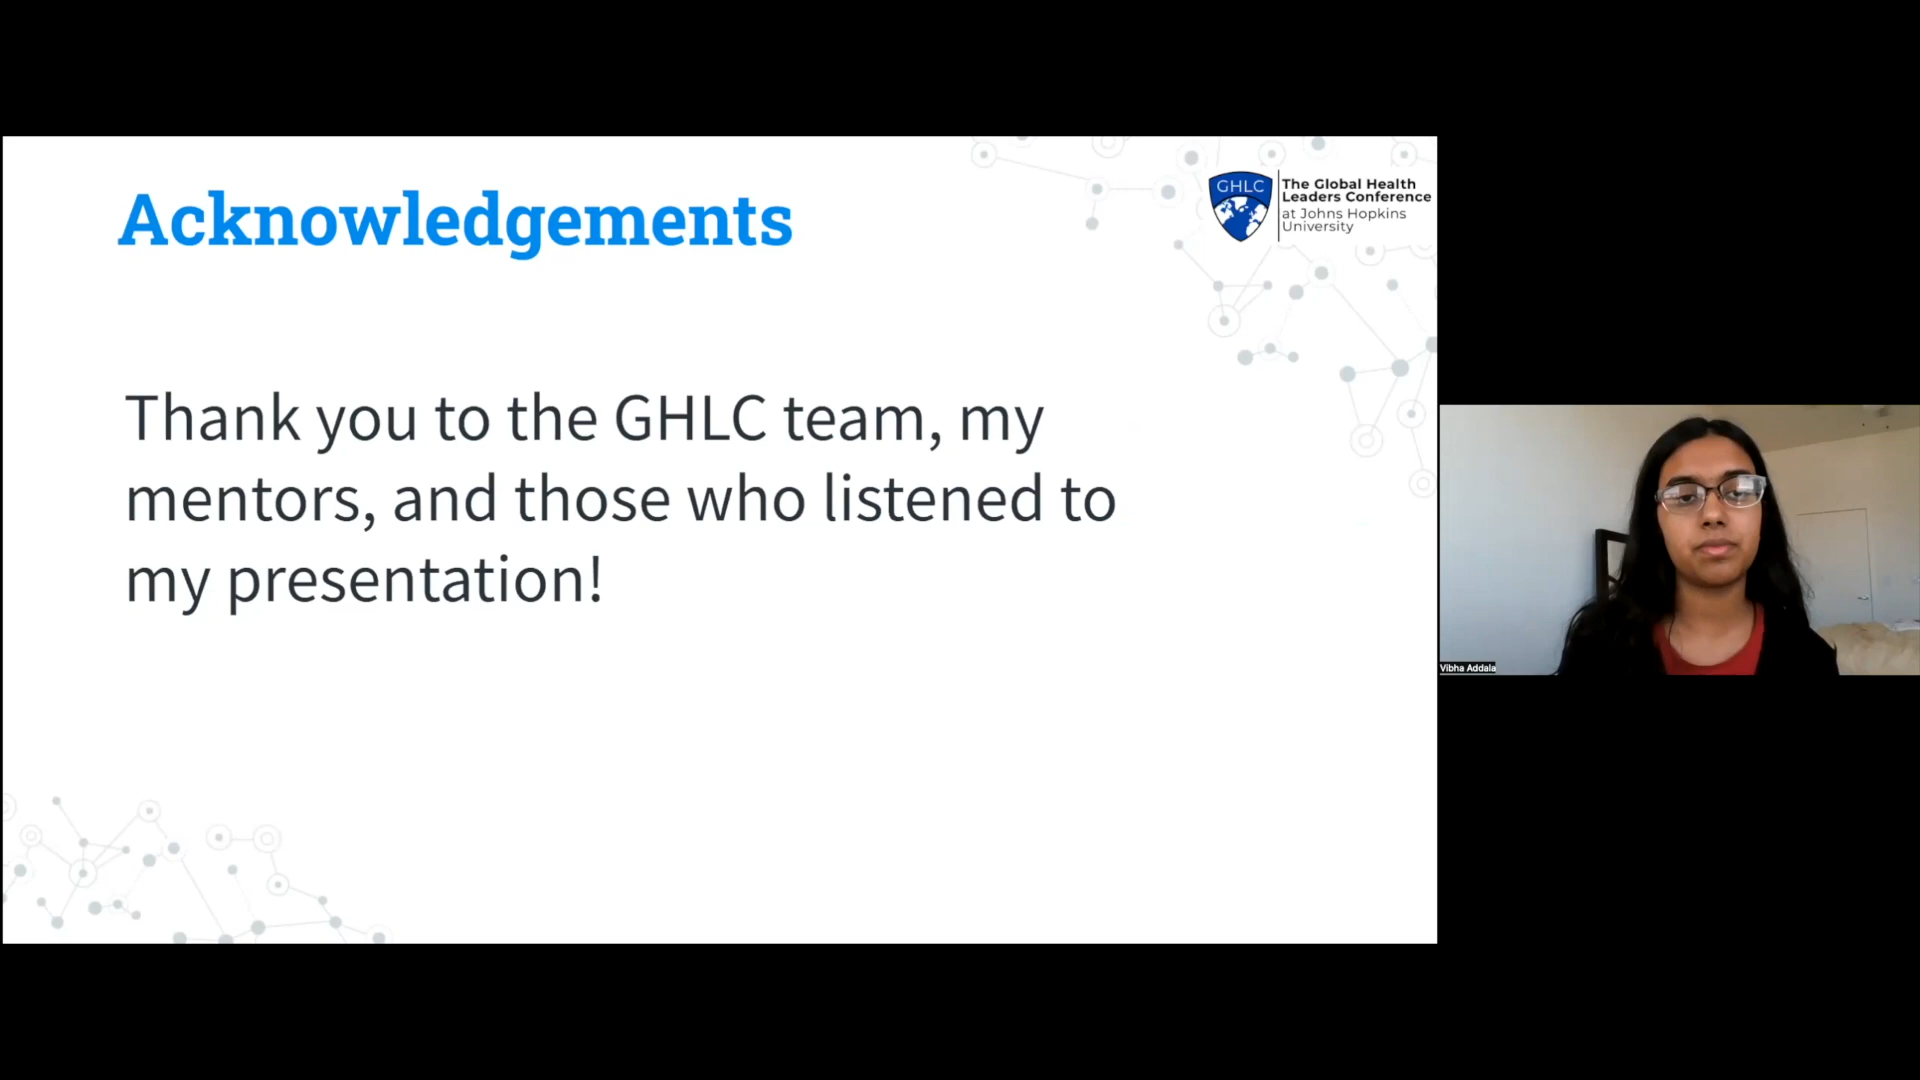 Acknowledgements
GHLC
The Global Health
Leaders Conference
at Johns Hopkins
University
Thank you to the GHLC team, my
mentors, and those who listened to
my presentation!
Vibha Addala